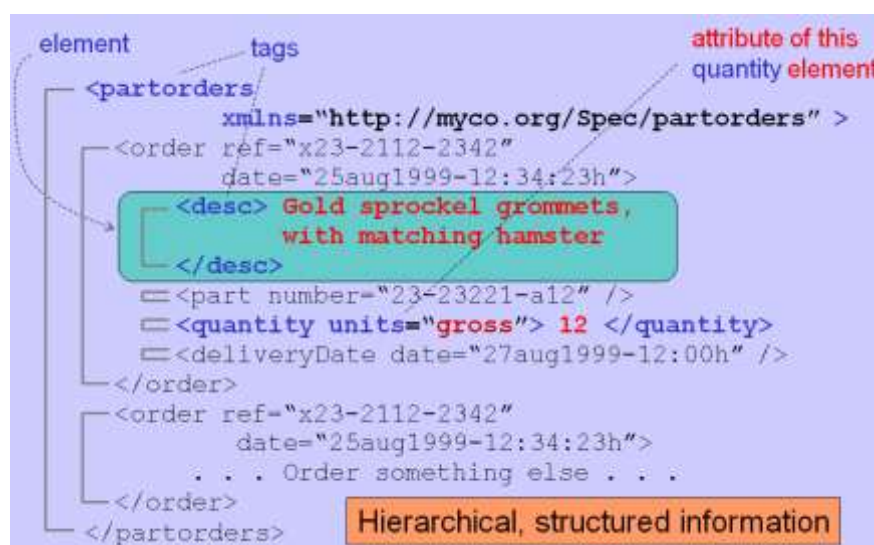 element
tags
attribute of this
quantity element
<partorders
xmlns="http://myco.org/Spec/partorders" >
<order ref="x23-2112-2342"
date="25aug1999-12:34:23h">
<desc> Gold sprockel grommets,
with matching hamster
</desc>
<part number="23-23221-a12" />
<quantity units="gross"> 12 </quantity>
<deliveryDate date="27aug1999-12:00h" />
</order>
<order ref="x23-2112-2342"
date="25aug1999-12:34:23h">
. . . Order something else . . .
</order>
</partorders>
Hierarchical, structured information